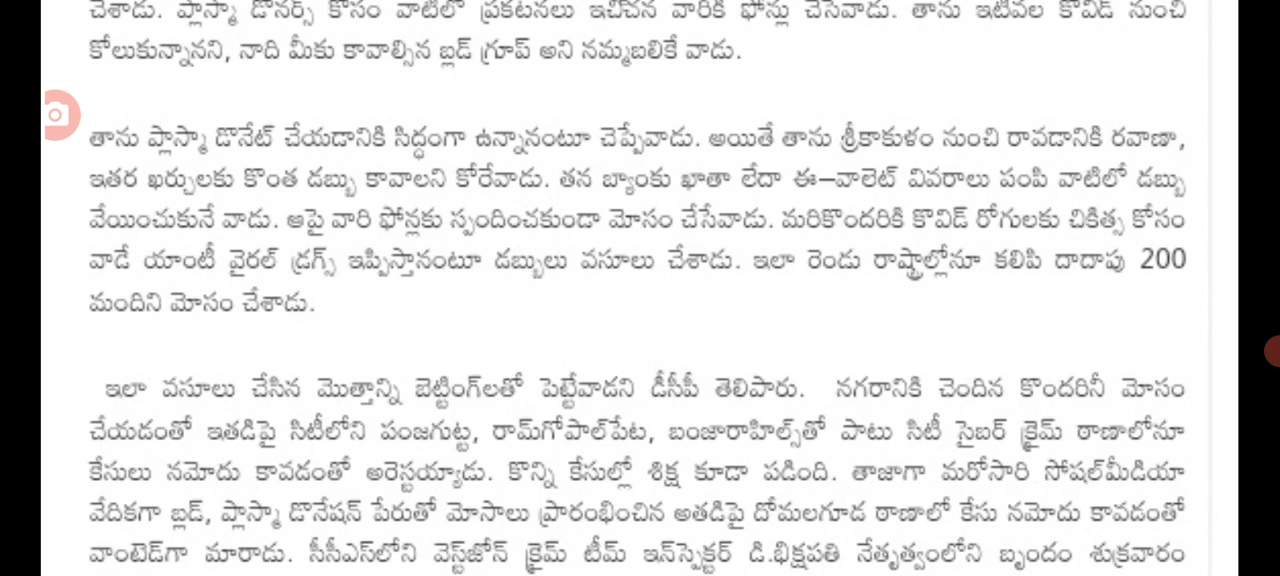 చేశాడు. ప్లాస్మా డోనర్స్ కోసం వాటిలో ప్రకటనలు ఇచ్చిన వారికి ఫోన్లు చేసేవాడు. తాను ఇటీవల కోవిడ్ నుంచి
కోలుకున్నానని, నాది మీకు కావాల్సిన బ్లడ్ గ్రూప్ అని నమ్మబలికే వాడు.
తాను ప్లాస్మా డొనేట్ చేయడానికి సిద్ధంగా ఉన్నానంటూ చెప్పేవాడు. అయితే తాను శ్రీకాకుళం నుంచి రావడానికి రవాణా,
ఇతర ఖర్చులకు కొంత డబ్బు కావాలని కోరేవాడు. తన బ్యాంకు ఖాతా లేదా ఈ–వాలెట్ వివరాలు పంపి వాటిలో డబ్బు
వేయించుకునే వాడు. ఆపై వారి ఫోన్లకు స్పందించకుండా మోసం చేసేవాడు. మరికొందరికి కొవిడ్ రోగులకు చికిత్స కోసం
వాడే యాంటీ వైరల్ డ్రగ్స్ ఇప్పిస్తానంటూ డబ్బులు వసూలు చేశాడు. ఇలా రెండు రాష్ట్రాల్లోనూ కలిపి దాదాపు 200
మందిని మోసం చేశాడు.
ఇలా వసూలు చేసిన మొత్తాన్ని బెట్టింగ్‌లతో పెట్టేవాడని డీసీపీ తెలిపారు. నగరానికి చెందిన కొందరినీ మోసం
చేయడంతో ఇతడిపై సిటీలోని పంజగుట్ట, రామ్‌గోపాల్‌పేట, బంజారాహిల్స్‌తో పాటు సిటీ సైబర్ క్రైమ్ ఠాణాలోనూ
కేసులు నమోదు కావడంతో అరెస్టయ్యాడు. కొన్ని కేసుల్లో శిక్ష కూడా పడింది. తాజాగా మరోసారి సోషల్‌మీడియా
వేదికగా బ్లడ్, ప్లాస్మా డొనేషన్ పేరుతో మోసాలు ప్రారంభించిన అతడిపై దోమలగూడ ఠాణాలో కేసు నమోదు కావడంతో
వాంటెడ్‌గా మారాడు. సీసీఎస్‌లోని వెస్ట్‌జోన్ క్రైమ్ టీమ్ ఇన్‌స్పెక్టర్ డి.భిక్షపతి నేతృత్వంలోని బృందం శుక్రవారం